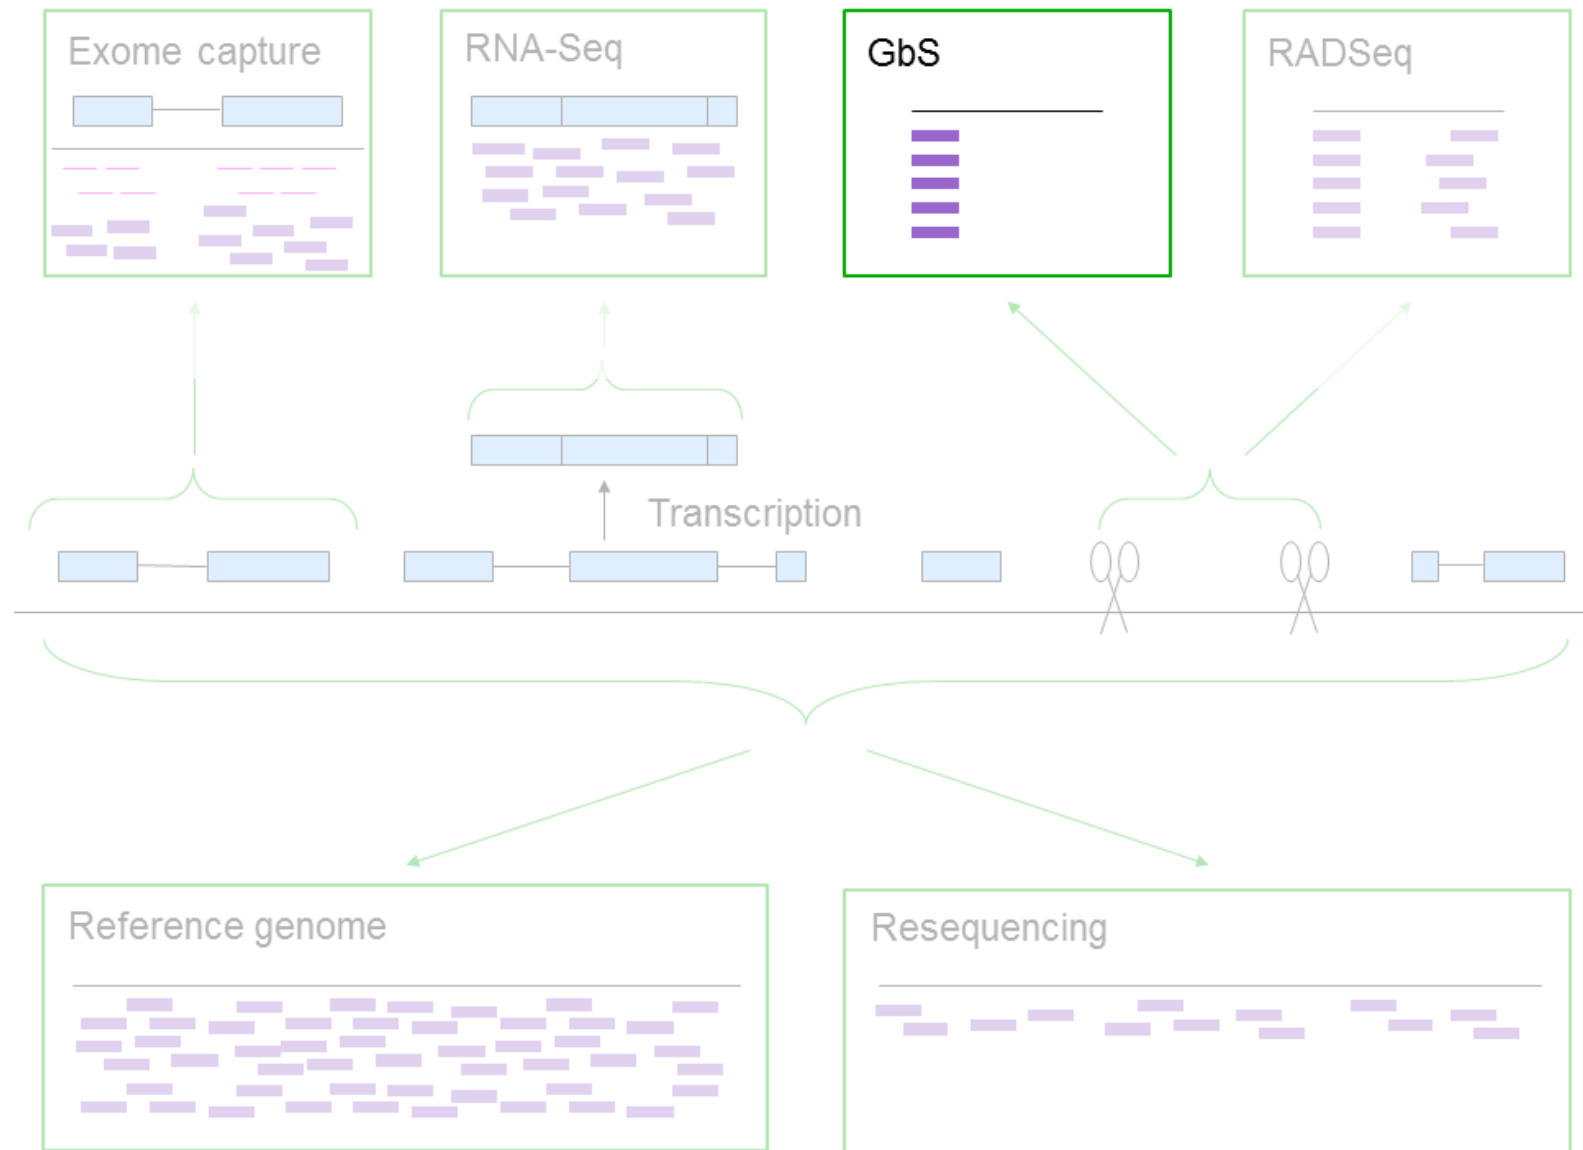 Exome capture
RNA-Seq
GbS
RADSeq
Transcription
Reference genome
Resequencing